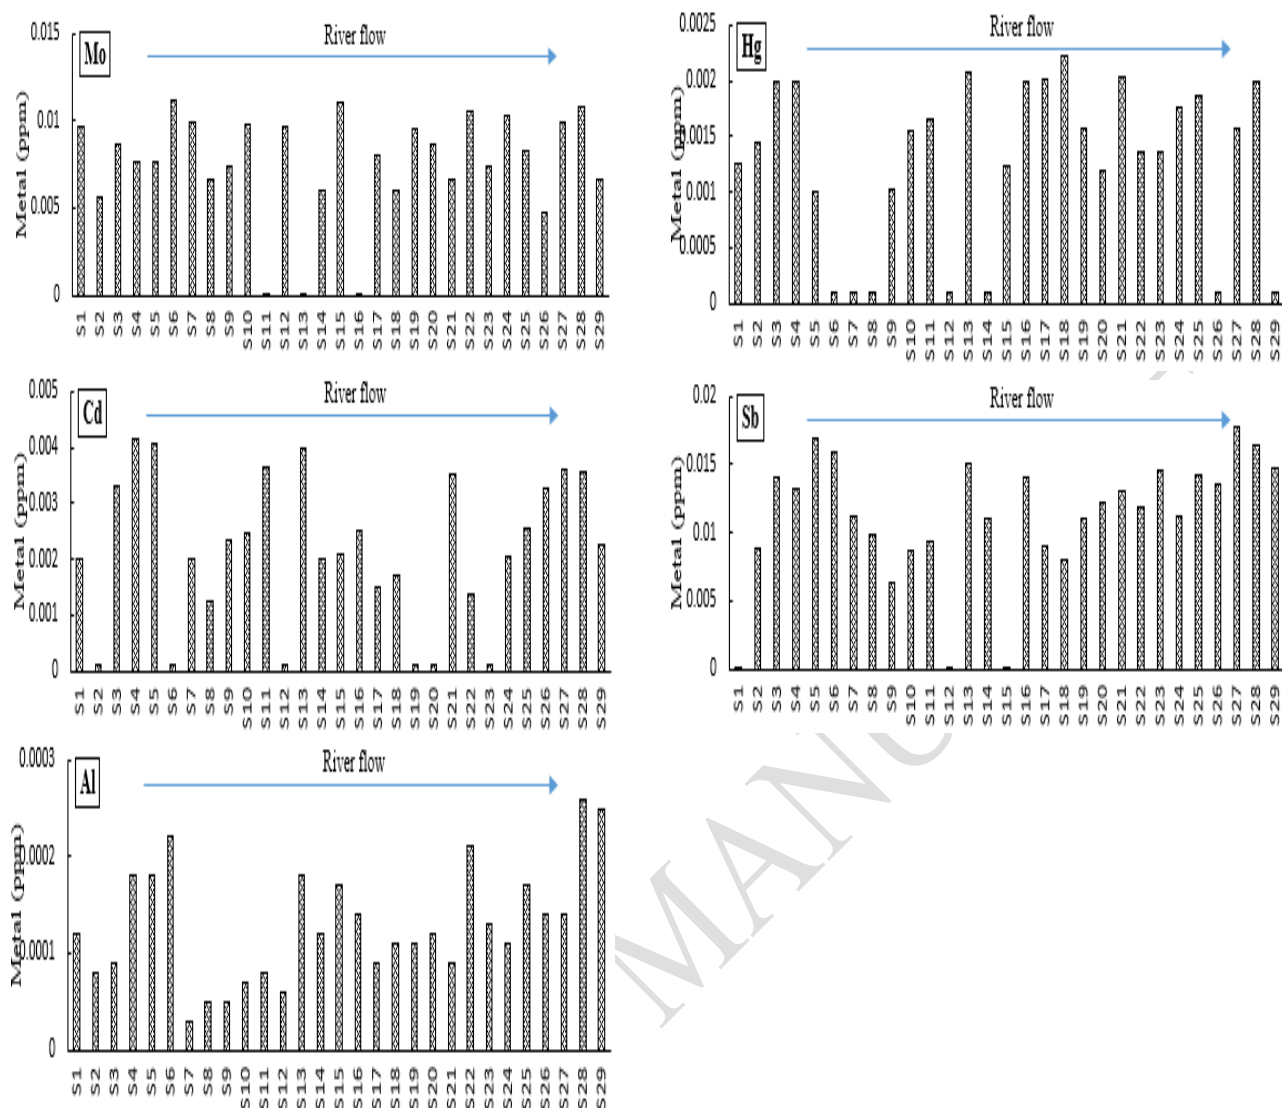 Mo
River flow
Metal (ppm)
0.015
0.01
0.005
0
S1 S2 S3 S4 S5 S6 S7 S8 S9 S10 S11 S12 S13 S14 S15 S16 S17 S18 S19 S20 S21 S22 S23 S24 S25 S26 S27 S28 S29
Hg
River flow
Metal (ppm)
0.0025
0.002
0.0015
0.001
0.0005
0
S1 S2 S3 S4 S5 S6 S7 S8 S9 S10 S11 S12 S13 S14 S15 S16 S17 S18 S19 S20 S21 S22 S23 S24 S25 S26 S27 S28 S29
Cd
River flow
Metal (ppm)
0.005
0.004
0.003
0.002
0.001
0
S1 S2 S3 S4 S5 S6 S7 S8 S9 S10 S11 S12 S13 S14 S15 S16 S17 S18 S19 S20 S21 S22 S23 S24 S25 S26 S27 S28 S29
Sb
River flow
Metal (ppm)
0.02
0.015
0.01
0.005
0
S1 S2 S3 S4 S5 S6 S7 S8 S9 S10 S11 S12 S13 S14 S15 S16 S17 S18 S19 S20 S21 S22 S23 S24 S25 S26 S27 S28 S29
Al
River flow
Metal (ppm)
0.0003
0.0002
0.0001
0
S1 S2 S3 S4 S5 S6 S7 S8 S9 S10 S11 S12 S13 S14 S15 S16 S17 S18 S19 S20 S21 S22 S23 S24 S25 S26 S27 S28 S29